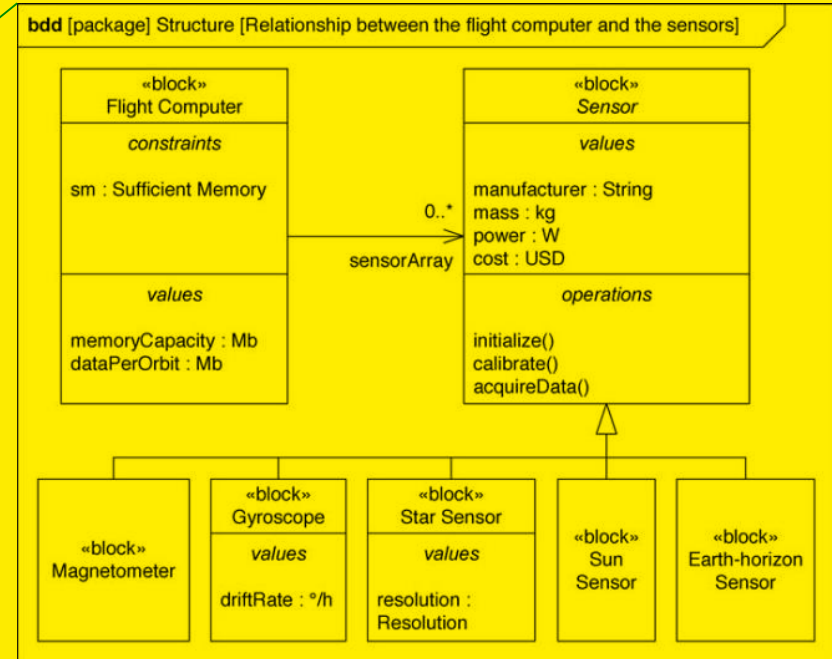 bdd [package] Structure [Relationship between the flight computer and the sensors]
«block»
Flight Computer
constraints
sm : Sufficient Memory
values
memoryCapacity : Mb
dataPerOrbit : Mb
0..*
sensorArray
«block»
Sensor
values
manufacturer : String
mass : kg
power : W
cost : USD
operations
initialize()
calibrate()
acquireData()
«block»
Magnetometer
«block»
Gyroscope
values
driftRate : °/h
«block»
Star Sensor
values
resolution :
Resolution
«block»
Sun
Sensor
«block»
Earth-horizon
Sensor